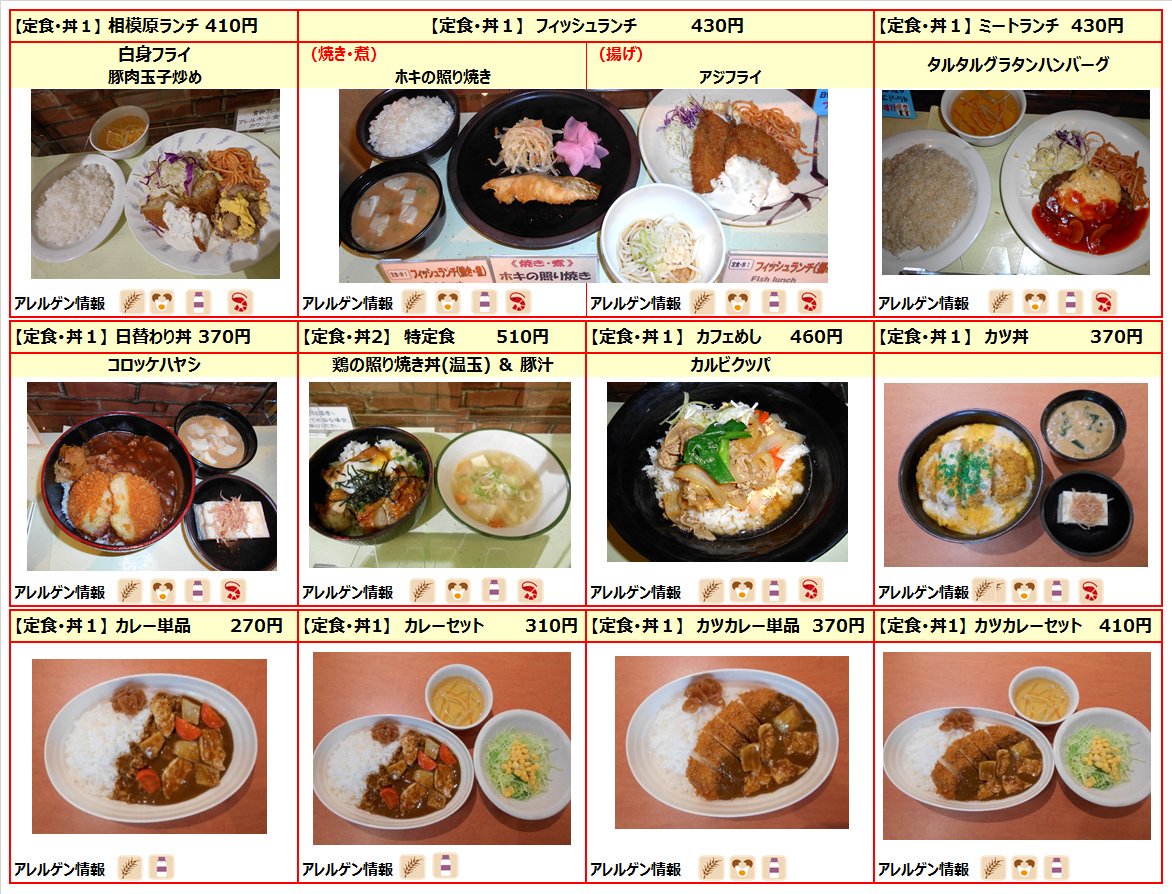 【定食・丼１】 相模原ランチ 410円
【定食・丼１】 フィッシュランチ 430円
【定食・丼１】 ミートランチ 430円
白身フライ
豚肉玉子炒め
(焼き・煮)
ホキの照り焼き
(揚げ)
アジフライ
タルタルグラタンハンバーグ
定食・丼１ フィッシュランチ(焼き・煮)
《焼き・煮》
ホキの照り焼き
定食・丼１ フィッシュランチ(揚
Fish lunch
アレルゲン情報
アレルゲン情報
アレルゲン情報
アレルゲン情報
【定食・丼１】 日替わり丼 370円
【定食・丼2】 特定食 510円
【定食・丼１】 カフェめし 460円
【定食・丼１】 カツ丼 370円
コロッケハヤシ
鶏の照り焼き丼(温玉) ＆ 豚汁
カルビクッパ
アレルゲン情報
アレルゲン情報
アレルゲン情報
アレルゲン情報
【定食・丼１】 カレー単品 270円
【定食・丼1】 カレーセット 310円
【定食・丼１】 カツカレー単品 370円
【定食・丼1】 カツカレーセット 410円
アレルゲン情報
アレルゲン情報
アレルゲン情報
アレルゲン情報